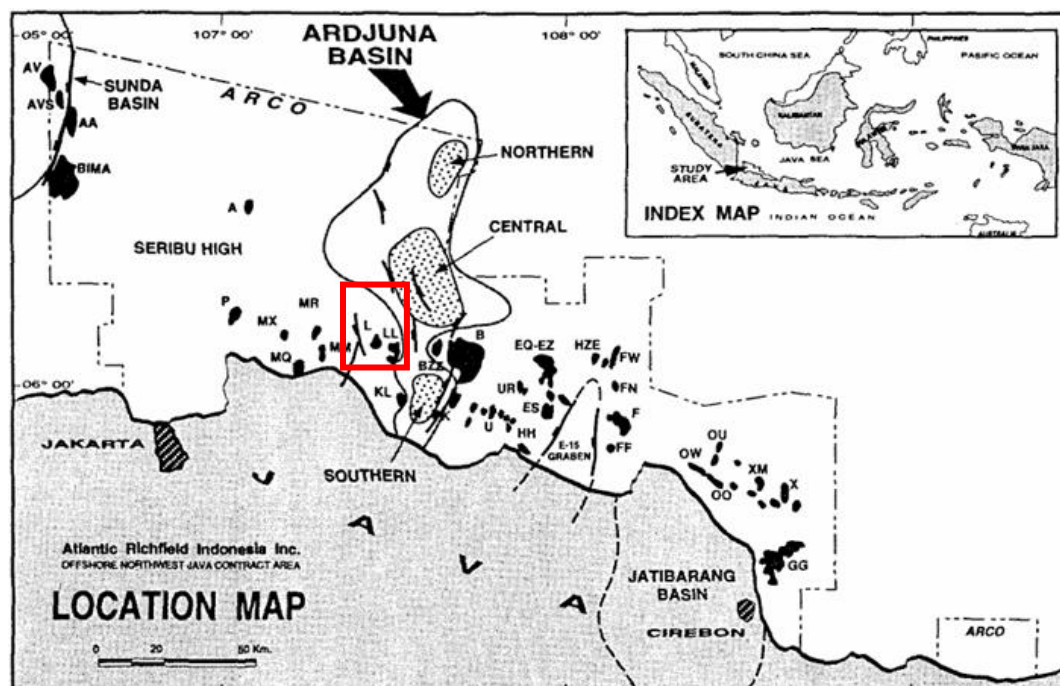 05° 00'
107° 00'
108° 00'
ARDJUNA
BASIN
AV
SUNDA
BASIN
AVS
AA
BIMA
ARCO
NORTHERN
A
SERIBU HIGH
CENTRAL
P
MR
MX
L
LL
MQ
B
BZZ
EQ-EZ
HZE
FW
KL
UR
FN
ES
F
U
HH
E-15
GRABEN
FF
06° 00'
JAKARTA
SOUTHERN
OU
OW
OO
XM
X
GG
J
A
V
A
JATIBARANG
BASIN
CIREBON
ARCO
Atlantic Richfield Indonesia Inc.
OFFSHORE NORTHWEST JAVA CONTRACT AREA
LOCATION MAP
0 20 50 Km.
SOUTH CHINA SEA
PHILIPPINES
PASIFIC OCEAN
SUMATERA
KALIMANTAN
JAVA SEA
STUDY
AREA
INDEX MAP
INDIAN OCEAN